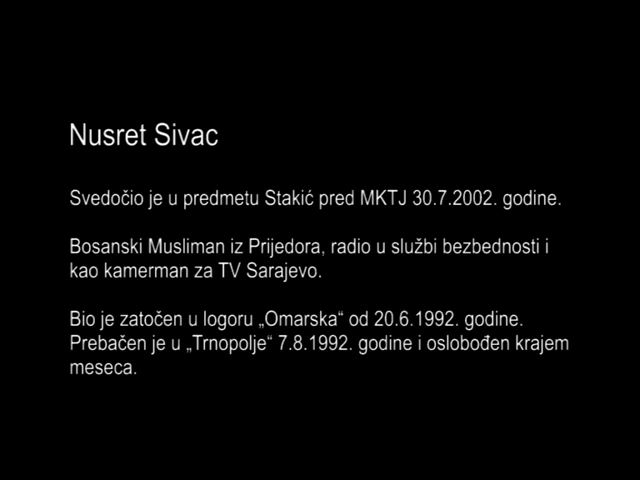 Nusret Sivac
Svedočio je u predmetu Stakić pred MKTJ 30.7.2002. godine.
Bosanski Musliman iz Prijedora, radio u službi bezbednosti i
kao kamerman za TV Sarajevo.
Bio je zatočen u logoru „Omarska“ od 20.6.1992. godine.
Prebačen je u „Trnopolje“ 7.8.1992. godine i oslobođen krajem
meseca.